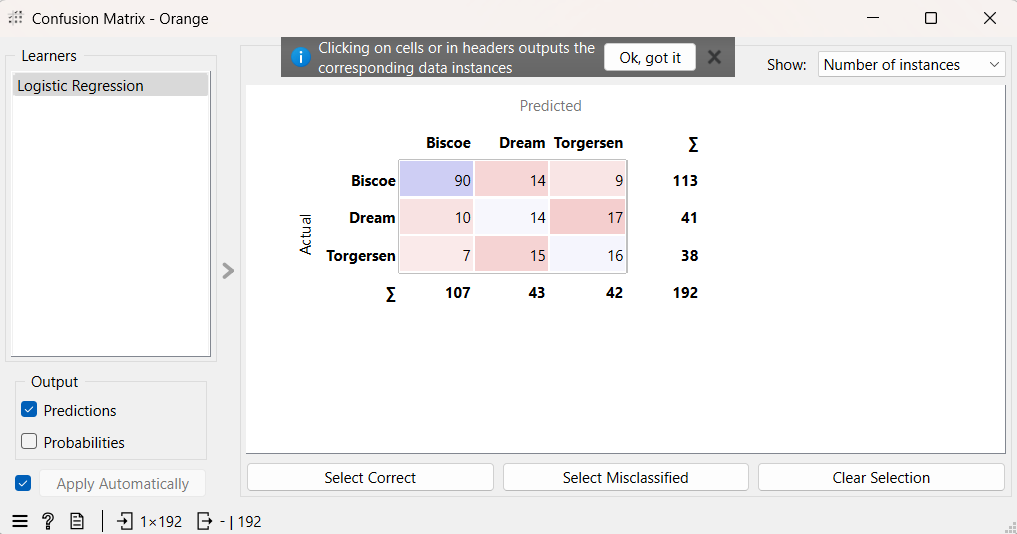 Confusion Matrix - Orange
Learners
Logistic Regression
Output
Predictions
Probabilities
Apply Automatically
Clicking on cells or in headers outputs the
corresponding data instances
Ok, got it
Show: Number of instances
Predicted
Biscoe Dream Torgersen ∑
Actual
Biscoe 90 14 9 113
Dream 10 14 17 41
Torgersen 7 15 16 38
∑ 107 43 42 192
Select Correct Select Misclassified Clear Selection
? 1×192 - | 192